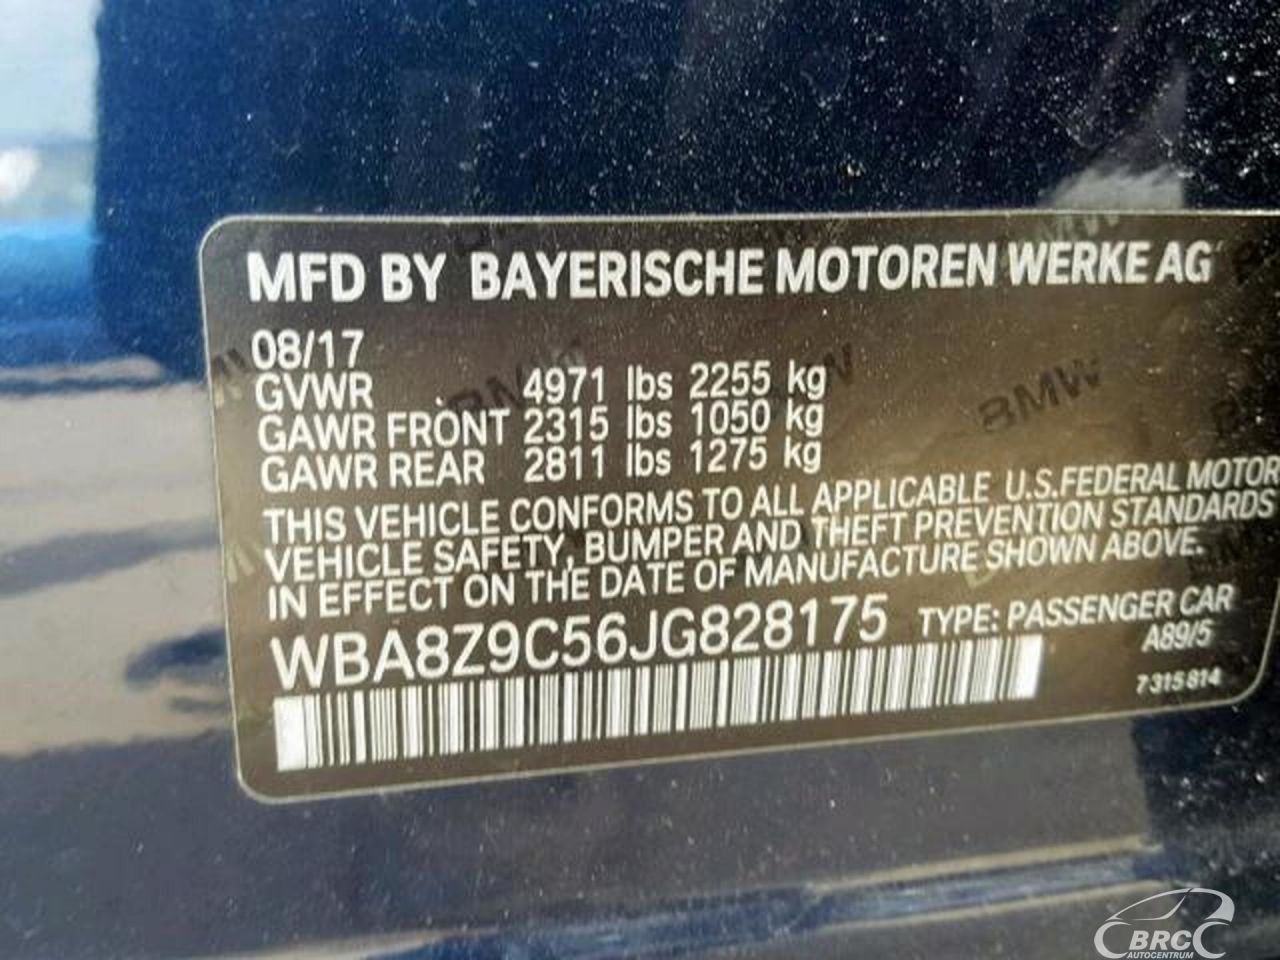 MFD BY BAYERISCHE MOTOREN WERKE AG
08/17
GVWR 4971 lbs 2255 kg
GAWR FRONT 2315 lbs 1050 kg
GAWR REAR 2811 lbs 1275 kg
THIS VEHICLE CONFORMS TO ALL APPLICABLE U.S.FEDERAL MOTOR
VEHICLE SAFETY, BUMPER AND THEFT PREVENTION STANDARDS
IN EFFECT ON THE DATE OF MANUFACTURE SHOWN ABOVE.
WBA8Z9C56JG828175 TYPE: PASSENGER CAR
A89/5
7315814
BMW
BRC
AUTOCENTRUM